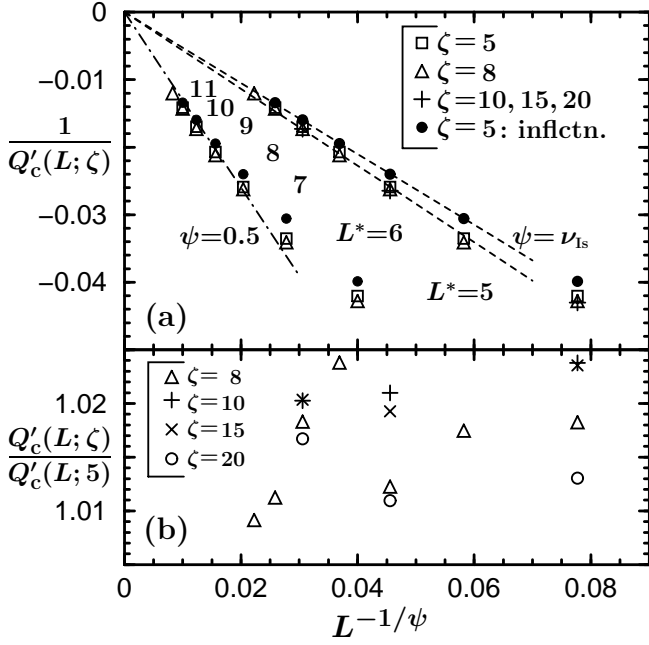 0
−0.01
−0.02
−0.03
−0.04
1
Q′c(L; ζ)
ζ= 5
ζ= 8
ζ=10, 15, 20
ζ= 5: inflctn.
11
10
9
8
7
L*=6
L*=5
ψ=0.5
ψ=νIs
(a)
1.02
1.01
Q′c(L; ζ)
Q′c(L; 5)
ζ= 8
ζ=10
ζ=15
ζ=20
(b)
0 0.02 0.04 0.06 0.08
L−1/ψ